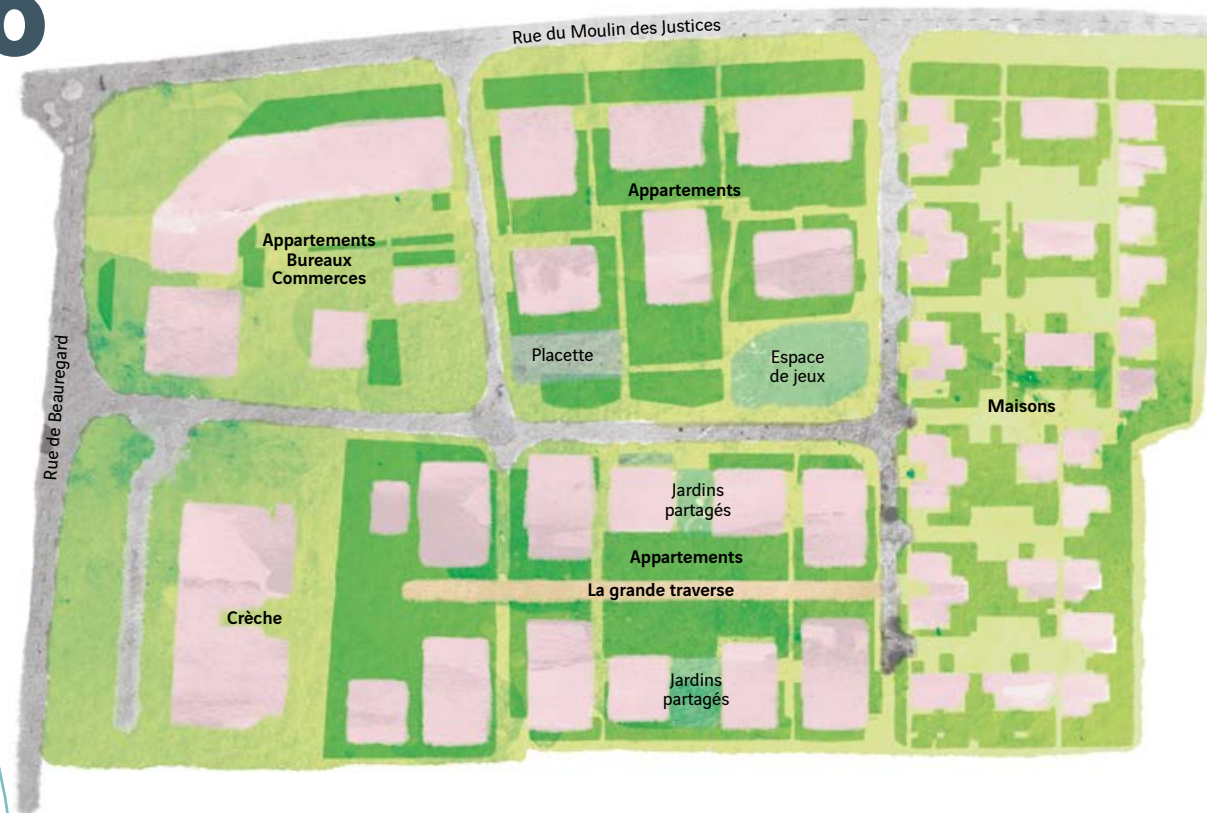 Rue du Moulin des Justices
Appartements
Appartements
Bureaux
Commerces
Placette
Espace
de jeux
Rue de Beauregard
Maisons
Jardins
partagés
Appartements
La grande traverse
Crèche
Jardins
partagés